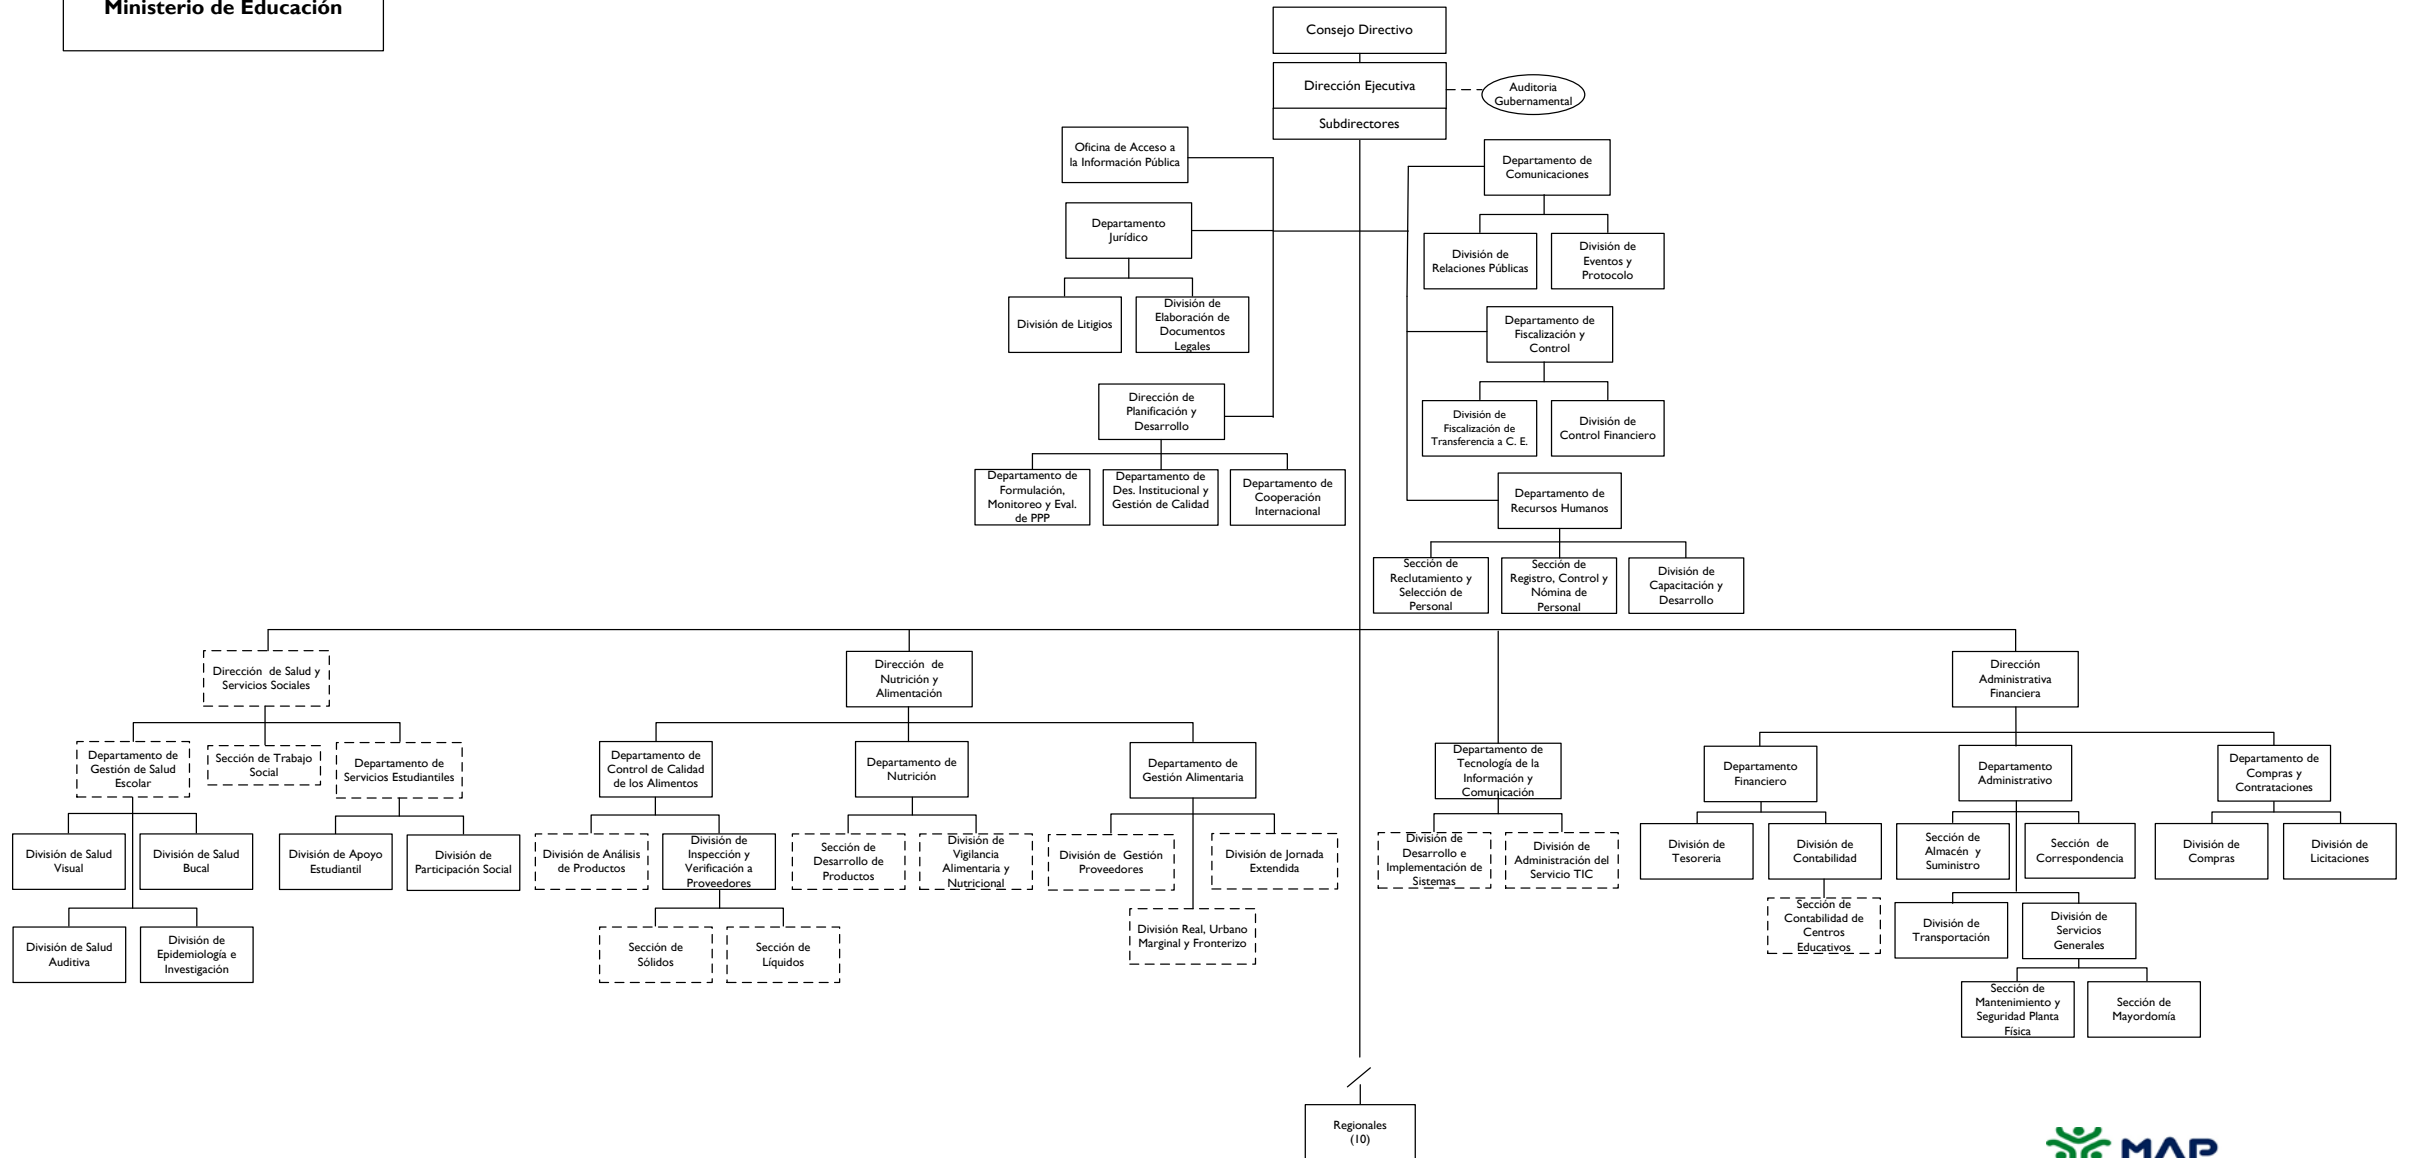 Ministerio de Educación
Consejo Directivo
Dirección Ejecutiva
Auditoria
Gubernamental
Subdirectores
Oficina de Acceso a
la Información Pública
Departamento de
Comunicaciones
Departamento
Jurídico
División de
Relaciones Públicas
División de
Eventos y
Protocolo
División de Litigios
División de
Elaboración de
Documentos
Legales
Departamento de
Fiscalización y
Control
Dirección de
Planificación y
Desarrollo
División de
Fiscalización de
Transferencia a C. E.
División de
Control Financiero
Departamento de
Formulación,
Monitoreo y Eval.
de PPP
Departamento de
Des. Institucional y
Gestión de Calidad
Departamento de
Cooperación
Internacional
Departamento de
Recursos Humanos
Sección de
Reclutamiento y
Selección de
Personal
Sección de
Registro, Control y
Nómina de
Personal
División de
Capacitación y
Desarrollo
Dirección de Salud y
Servicios Sociales
Dirección de
Nutrición y
Alimentación
Dirección
Administrativa
Financiera
Departamento de
Gestión de Salud
Escolar
Sección de Trabajo
Social
Departamento de
Servicios Estudiantiles
Departamento de
Control de Calidad
de los Alimentos
Departamento de
Nutrición
Departamento de
Gestión Alimentaria
Departamento de
Tecnología de la
Información y
Comunicación
Departamento
Financiero
Departamento
Administrativo
Departamento de
Compras y
Contrataciones
División de Salud
Visual
División de Salud
Bucal
División de Apoyo
Estudiantil
División de
Participación Social
División de Análisis
de Productos
División de
Inspección y
Verificación a
Proveedores
Sección de
Desarrollo de
Productos
División de
Vigilancia
Alimentaria y
Nutricional
División de Gestión
Proveedores
División de Jornada
Extendida
División de
Desarrollo e
Implementación de
Sistemas
División de
Administración del
Servicio TIC
División de
Tesoreria
División de
Contabilidad
Sección de
Almacén y
Suministro
Sección de
Correspondencia
División de
Compras
División de
Licitaciones
División de Salud
Auditiva
División de
Epidemiología e
Investigación
Sección de
Sólidos
Sección de
Líquidos
División Real, Urbano
Marginal y Fronterizo
Sección de
Contabilidad de
Centros
Educativos
División de
Transportación
División de
Servicios
Generales
Sección de
Mantenimiento y
Seguridad Planta
Física
Sección de
Mayordomía
Regionales
(10)
MAP